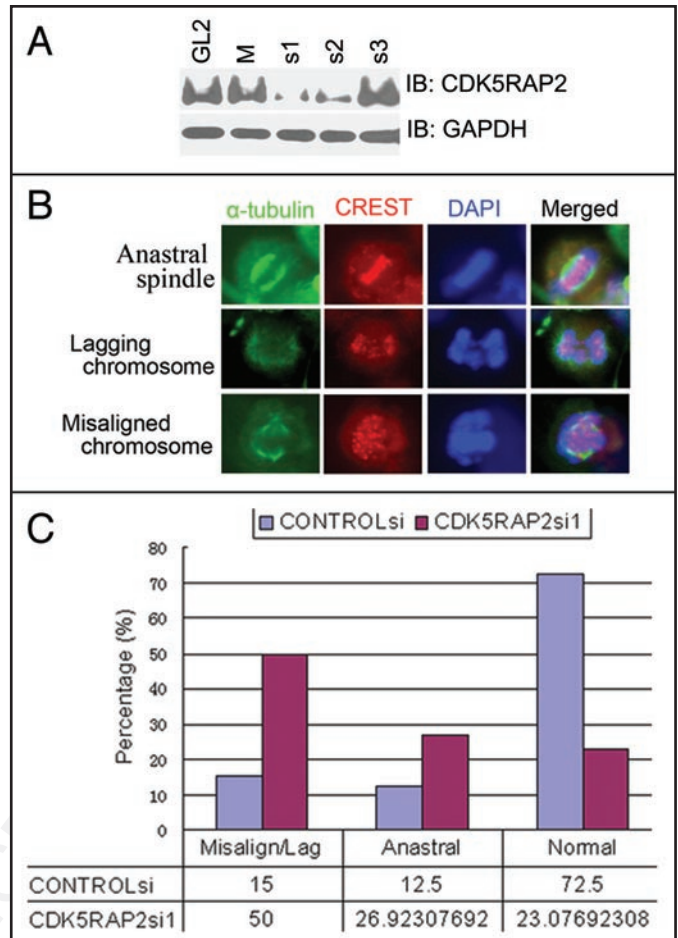 A
GL2 M s1 s2 s3
IB: CDK5RAP2
IB: GAPDH
B
α-tubulin CREST DAPI Merged
Anastral
spindle
Lagging
chromosome
Misaligned
chromosome
C
CONTROLsi CDK5RAP2si1
Percentage (%)
80
70
60
50
40
30
20
10
0
Misalign/Lag Anastral Normal
CONTROLsi 15 12.5 72.5
CDK5RAP2si1 50 26.92307692 23.07692308